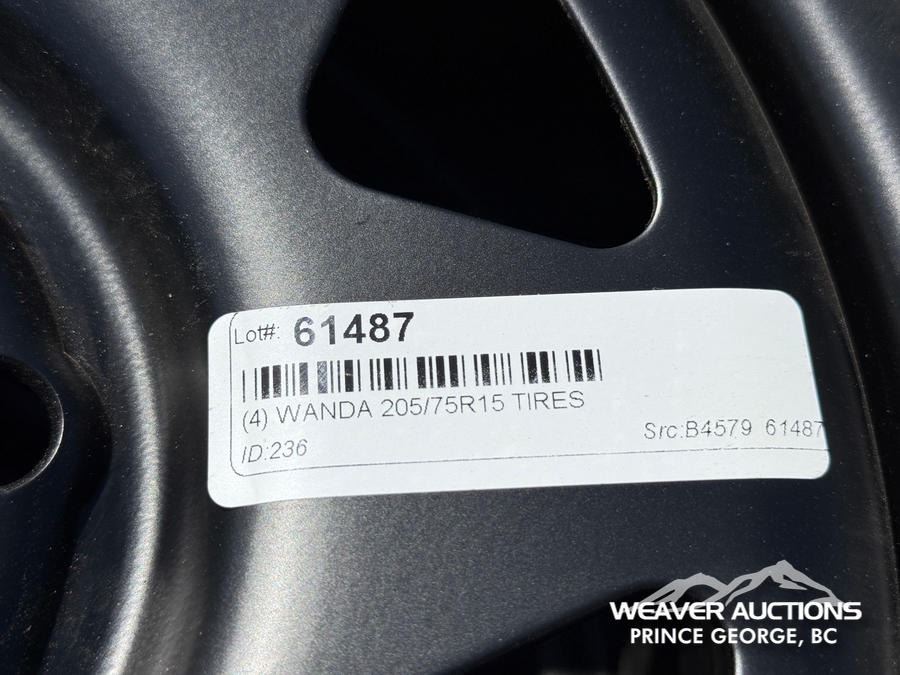 Lot#: 61487
(4) WANDA 205/75R15 TIRES
ID:236 Src:B4579 61487
WEAVER AUCTIONS
PRINCE GEORGE, BC